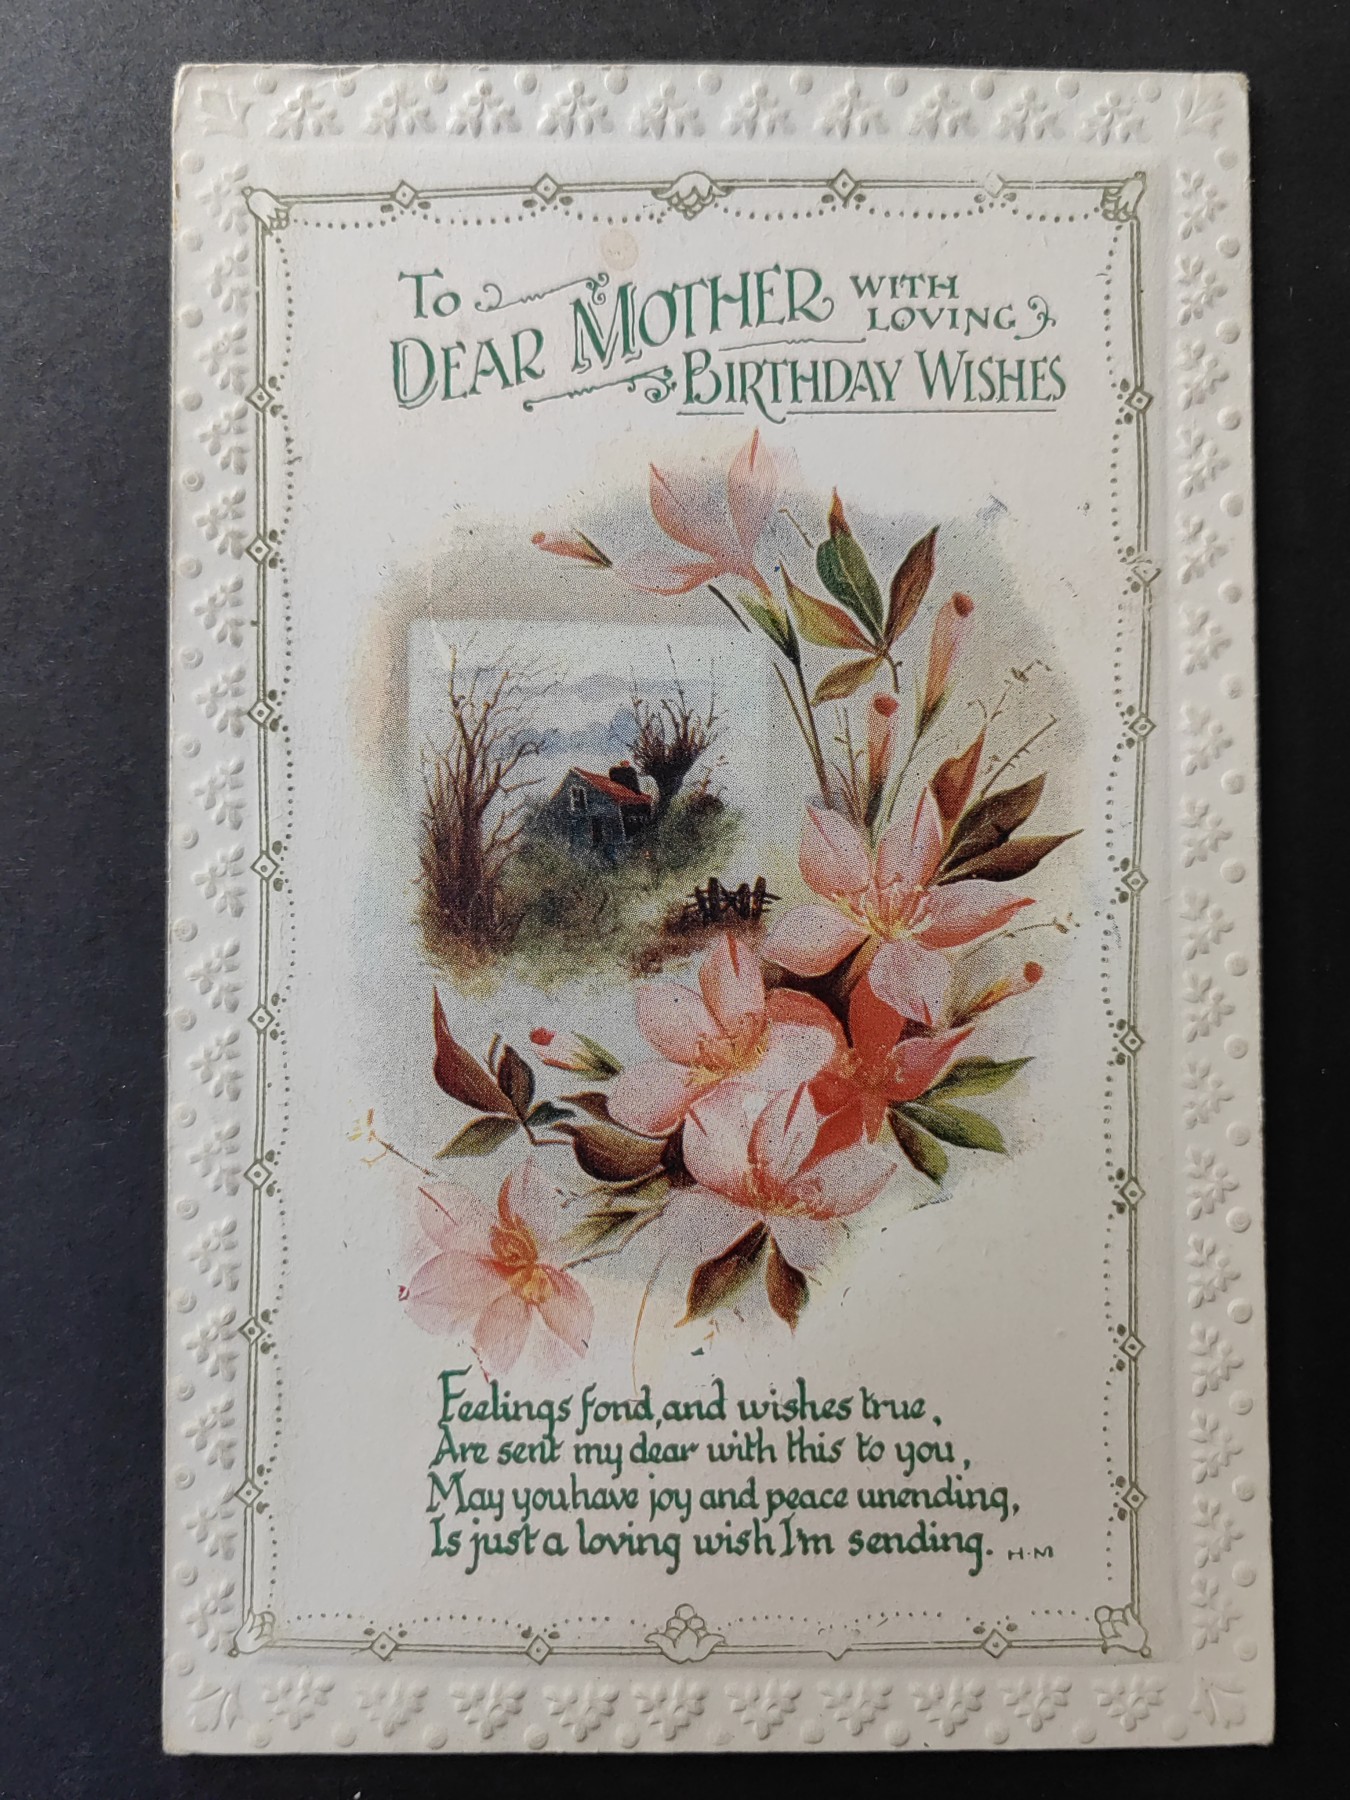 To
DEAR MOTHER WITH
LOVING
BIRTHDAY WISHES
Feelings fond, and wishes true,
Are sent my dear with this to you,
May you have joy and peace unending,
Is just a loving wish I'm sending. H.M